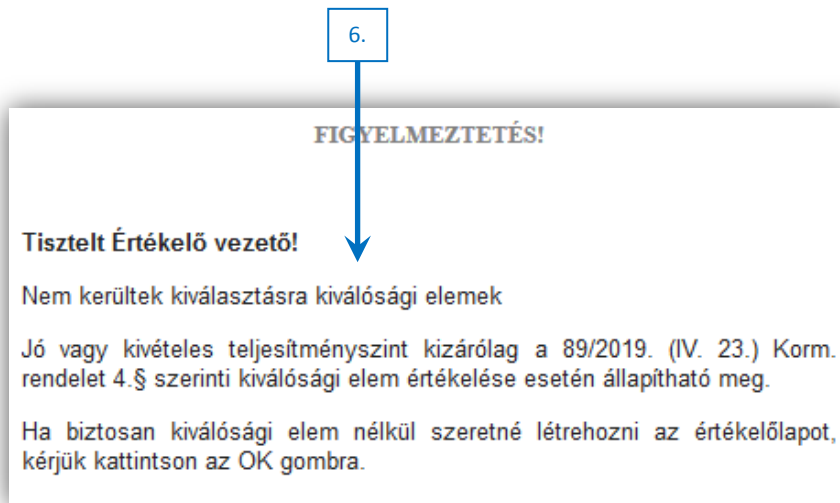 6.
FIGYELMEZTETÉS!
Tisztelt Értékelő vezető!
Nem kerültek kiválasztásra kiválósági elemek
Jó vagy kivételes teljesítményszint kizárólag a 89/2019. (IV. 23.) Korm.
rendelet 4.§ szerinti kiválósági elem értékelése esetén állapítható meg.
Ha biztosan kiválósági elem nélkül szeretné létrehozni az értékelőlapot,
kérjük kattintson az OK gombra.